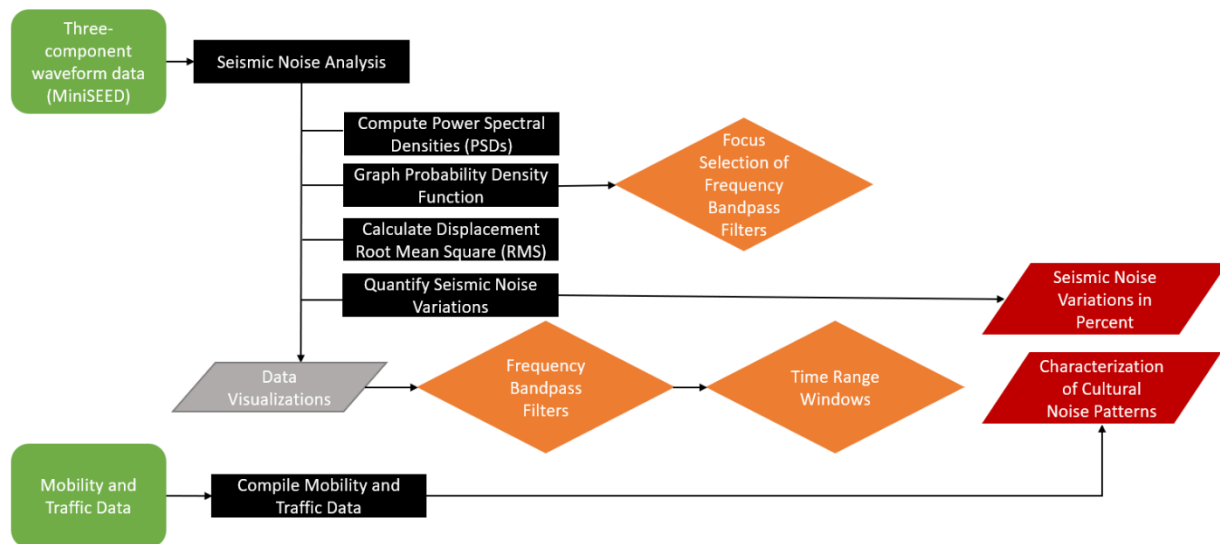 Three-
component
waveform data
(MiniSEED)
Seismic Noise Analysis
Compute Power Spectral
Densities (PSDs)
Graph Probability Density
Function
Focus
Selection of
Frequency
Bandpass
Filters
Calculate Displacement
Root Mean Square (RMS)
Quantify Seismic Noise
Variations
Seismic Noise
Variations in
Percent
Data
Visualizations
Frequency
Bandpass
Filters
Time Range
Windows
Characterization
of Cultural
Noise Patterns
Mobility and
Traffic Data
Compile Mobility and
Traffic Data